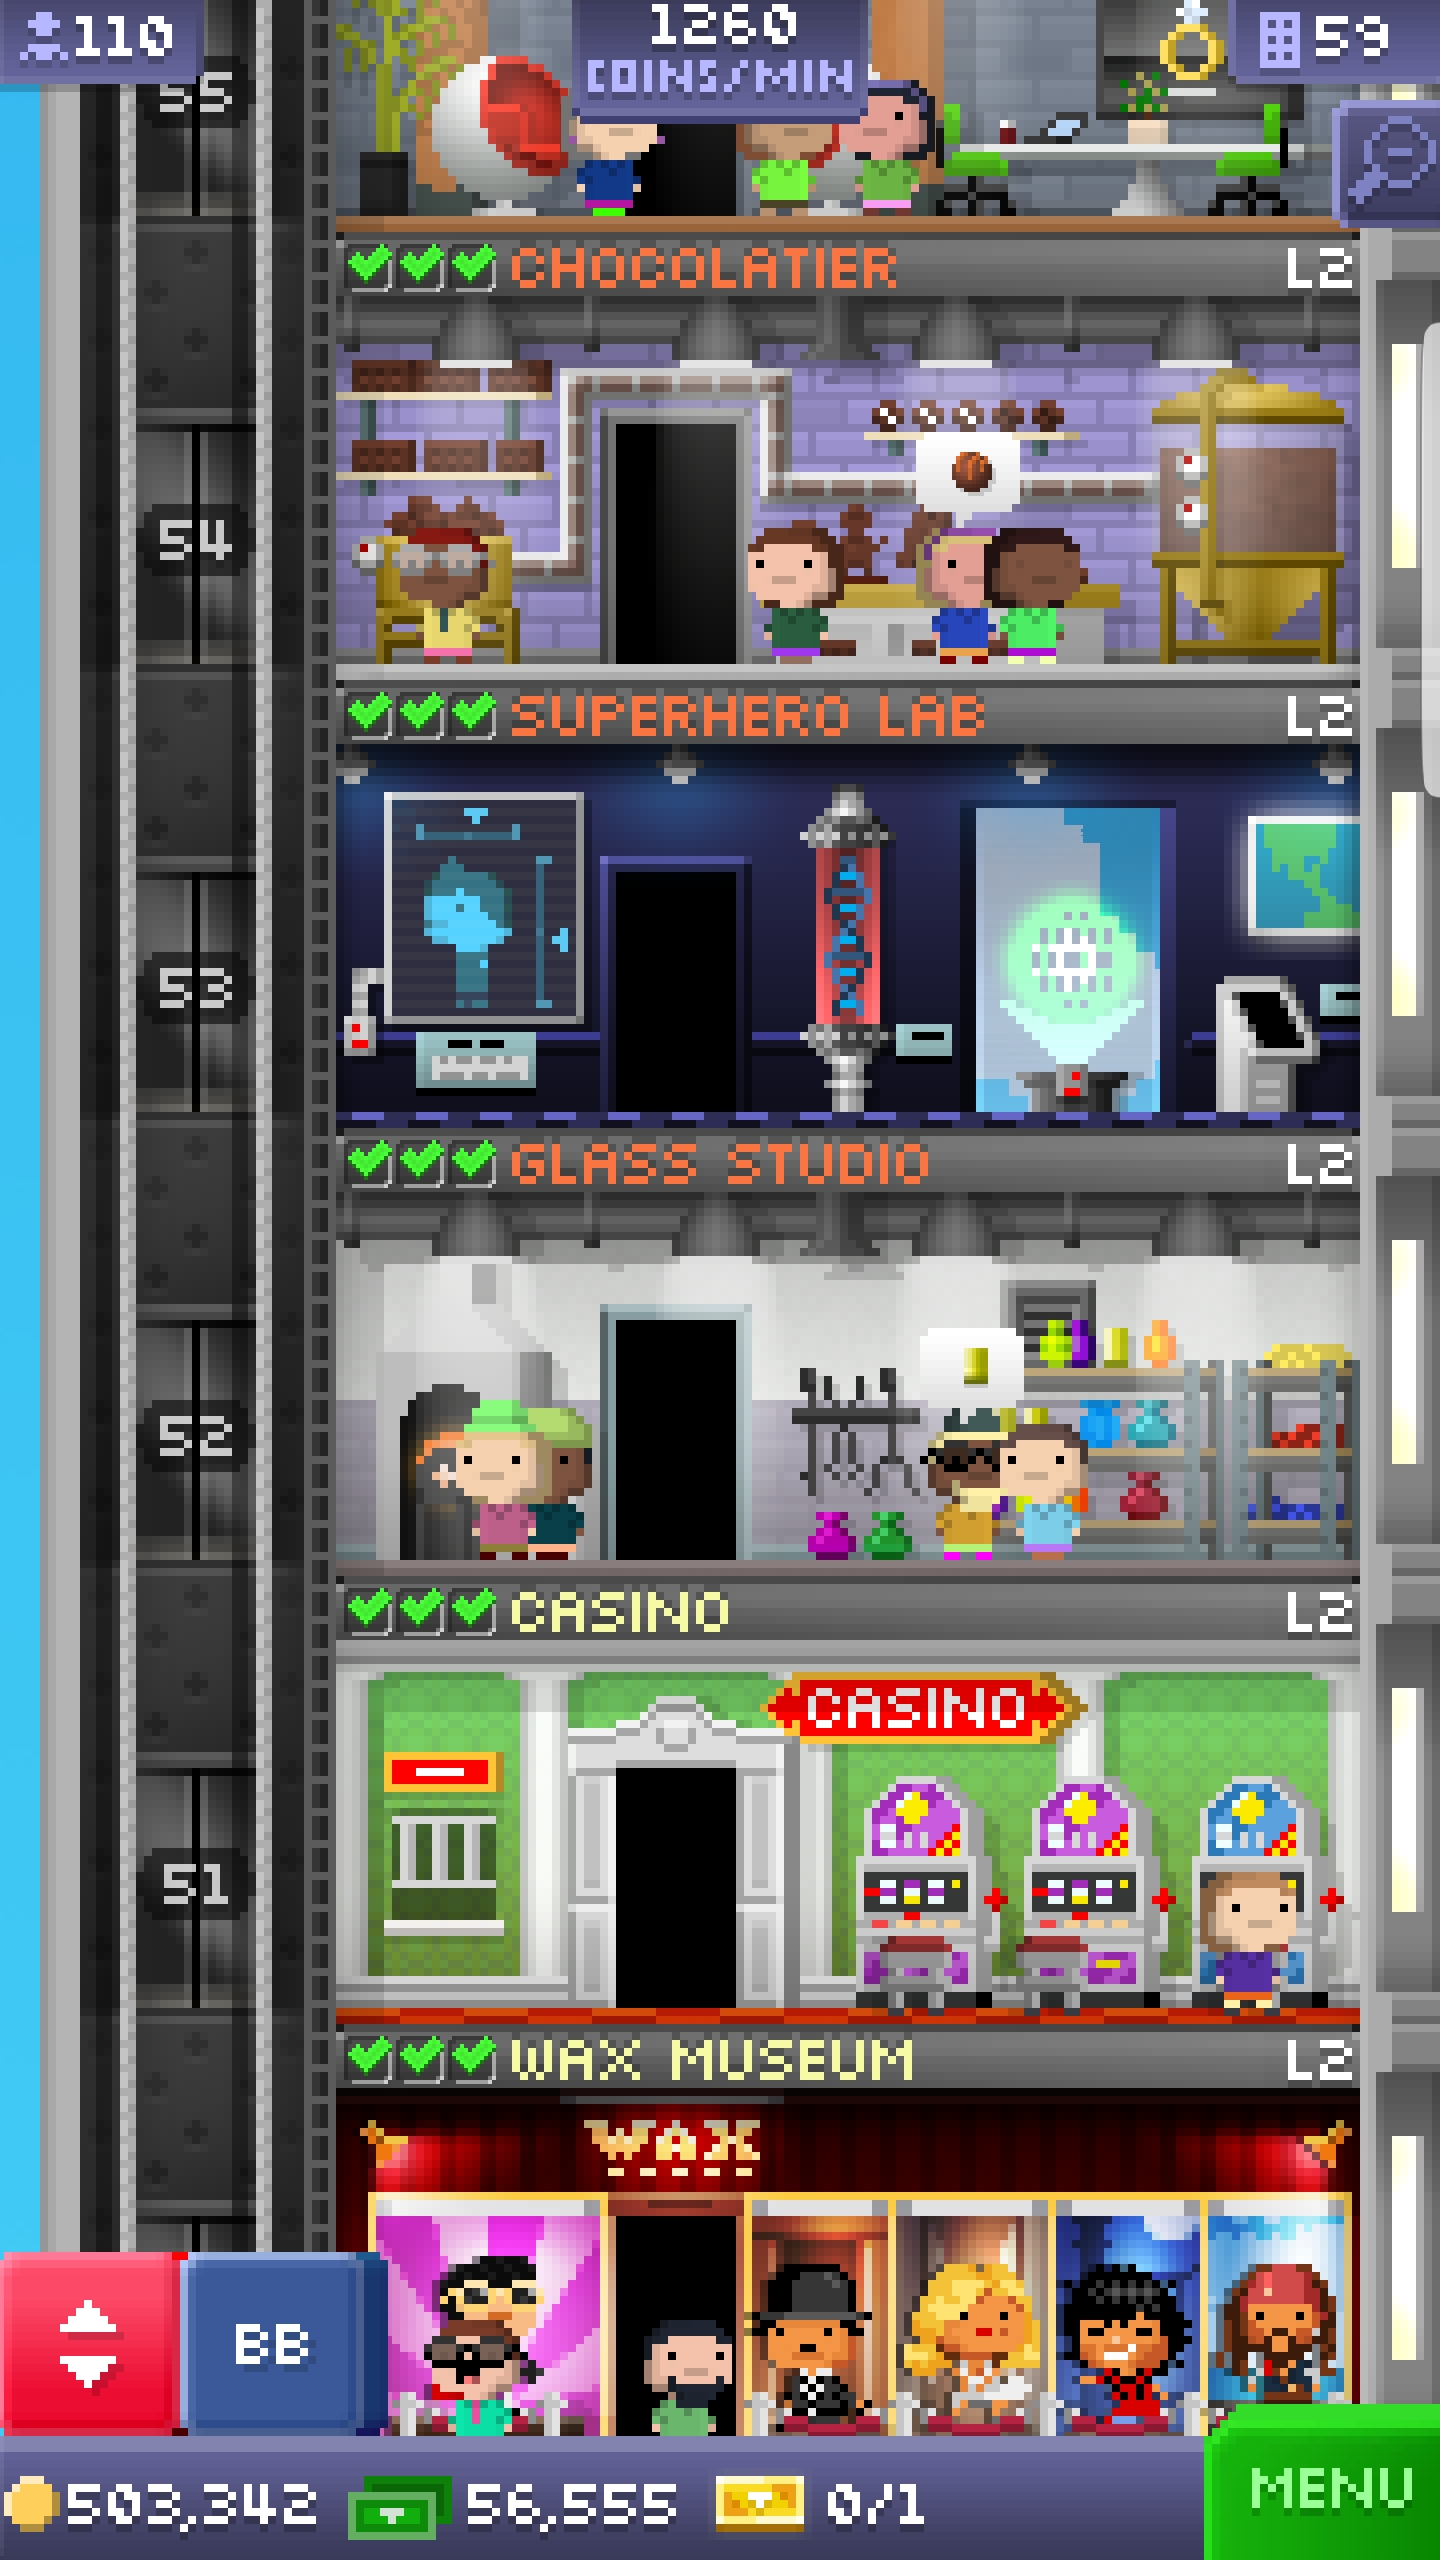 110
1260
COINS/MIN
59
55
CHOCOLATIER L2
54
SUPERHERO LAB L2
53
GLASS STUDIO L2
52
CASINO L2
CASINO
51
WAX MUSEUM L2
WAX
BB
503,342 56,555 0/1
MENU